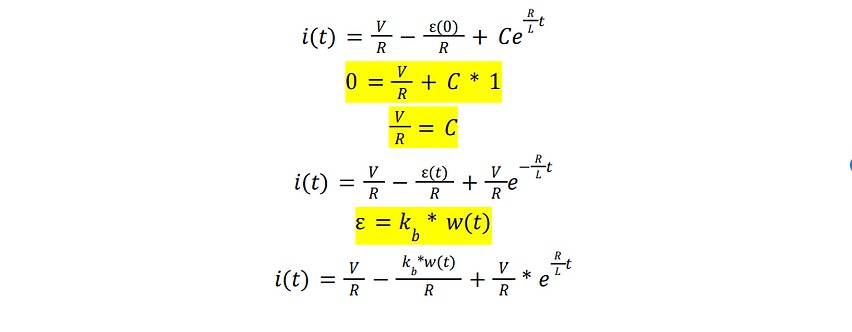 i(t) = V/R − ε(0)/R + Ce^(R/L t)
0 = V/R + C * 1
V/R = C
i(t) = V/R − ε(t)/R + V/R e^(−R/L t)
ε = k_b * w(t)
i(t) = V/R − k_b*w(t)/R + V/R * e^(R/L t)